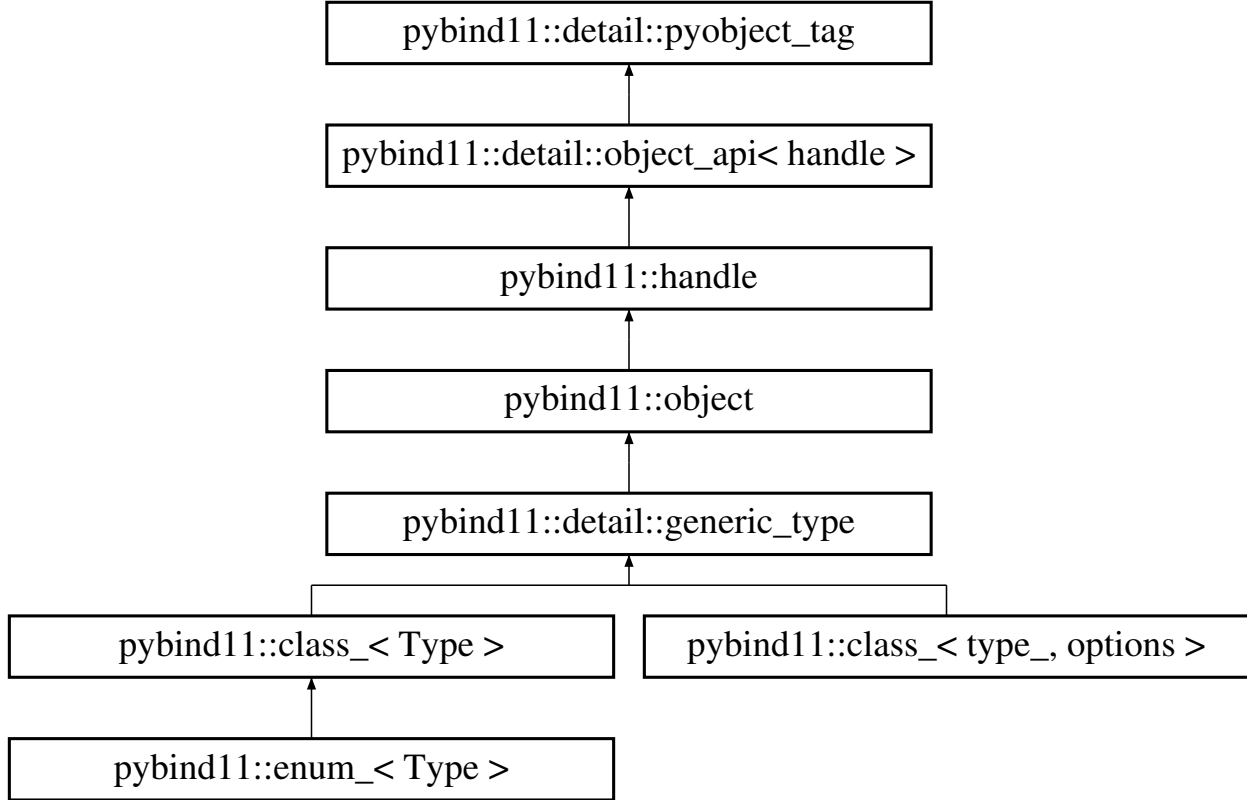 pybind11::detail::pyobject_tag
pybind11::detail::object_api< handle >
pybind11::handle
pybind11::object
pybind11::detail::generic_type
pybind11::class_< Type >
pybind11::class_< type_, options >
pybind11::enum_< Type >